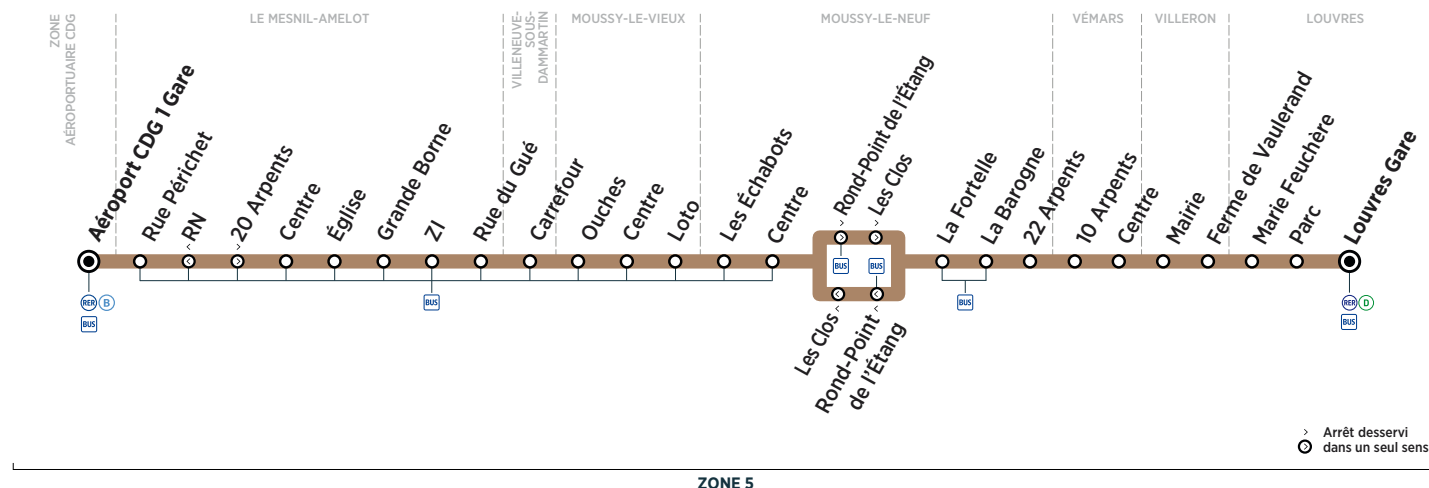 ZONE
AÉROPORTUAIRE CDG
LE MESNIL-AMELOT
VILLENEUVE-
SOUS-
DAMMARTIN
MOUSSY-LE-VIEUX
MOUSSY-LE-NEUF
VÉMARS
VILLERON
LOUVRES
Aéroport CDG 1 Gare
Rue Périchet
< RN
> 20 Arpents
Centre
Église
Grande Borne
ZI
Rue du Gué
Carrefour
Ouches
Centre
Loto
Les Échabots
Centre
> Rond-Point de l'Étang
> Les Clos
La Fortelle
La Barogne
22 Arpents
10 Arpents
Centre
Mairie
Ferme de Vaulerand
Marie Feuchère
Parc
Louvres Gare
BUS
BUS
RER B
BUS
BUS
BUS
RER D
BUS
Les Clos <
Rond-Point <
de l'Étang
> Arrêt desservi
dans un seul sens
ZONE 5